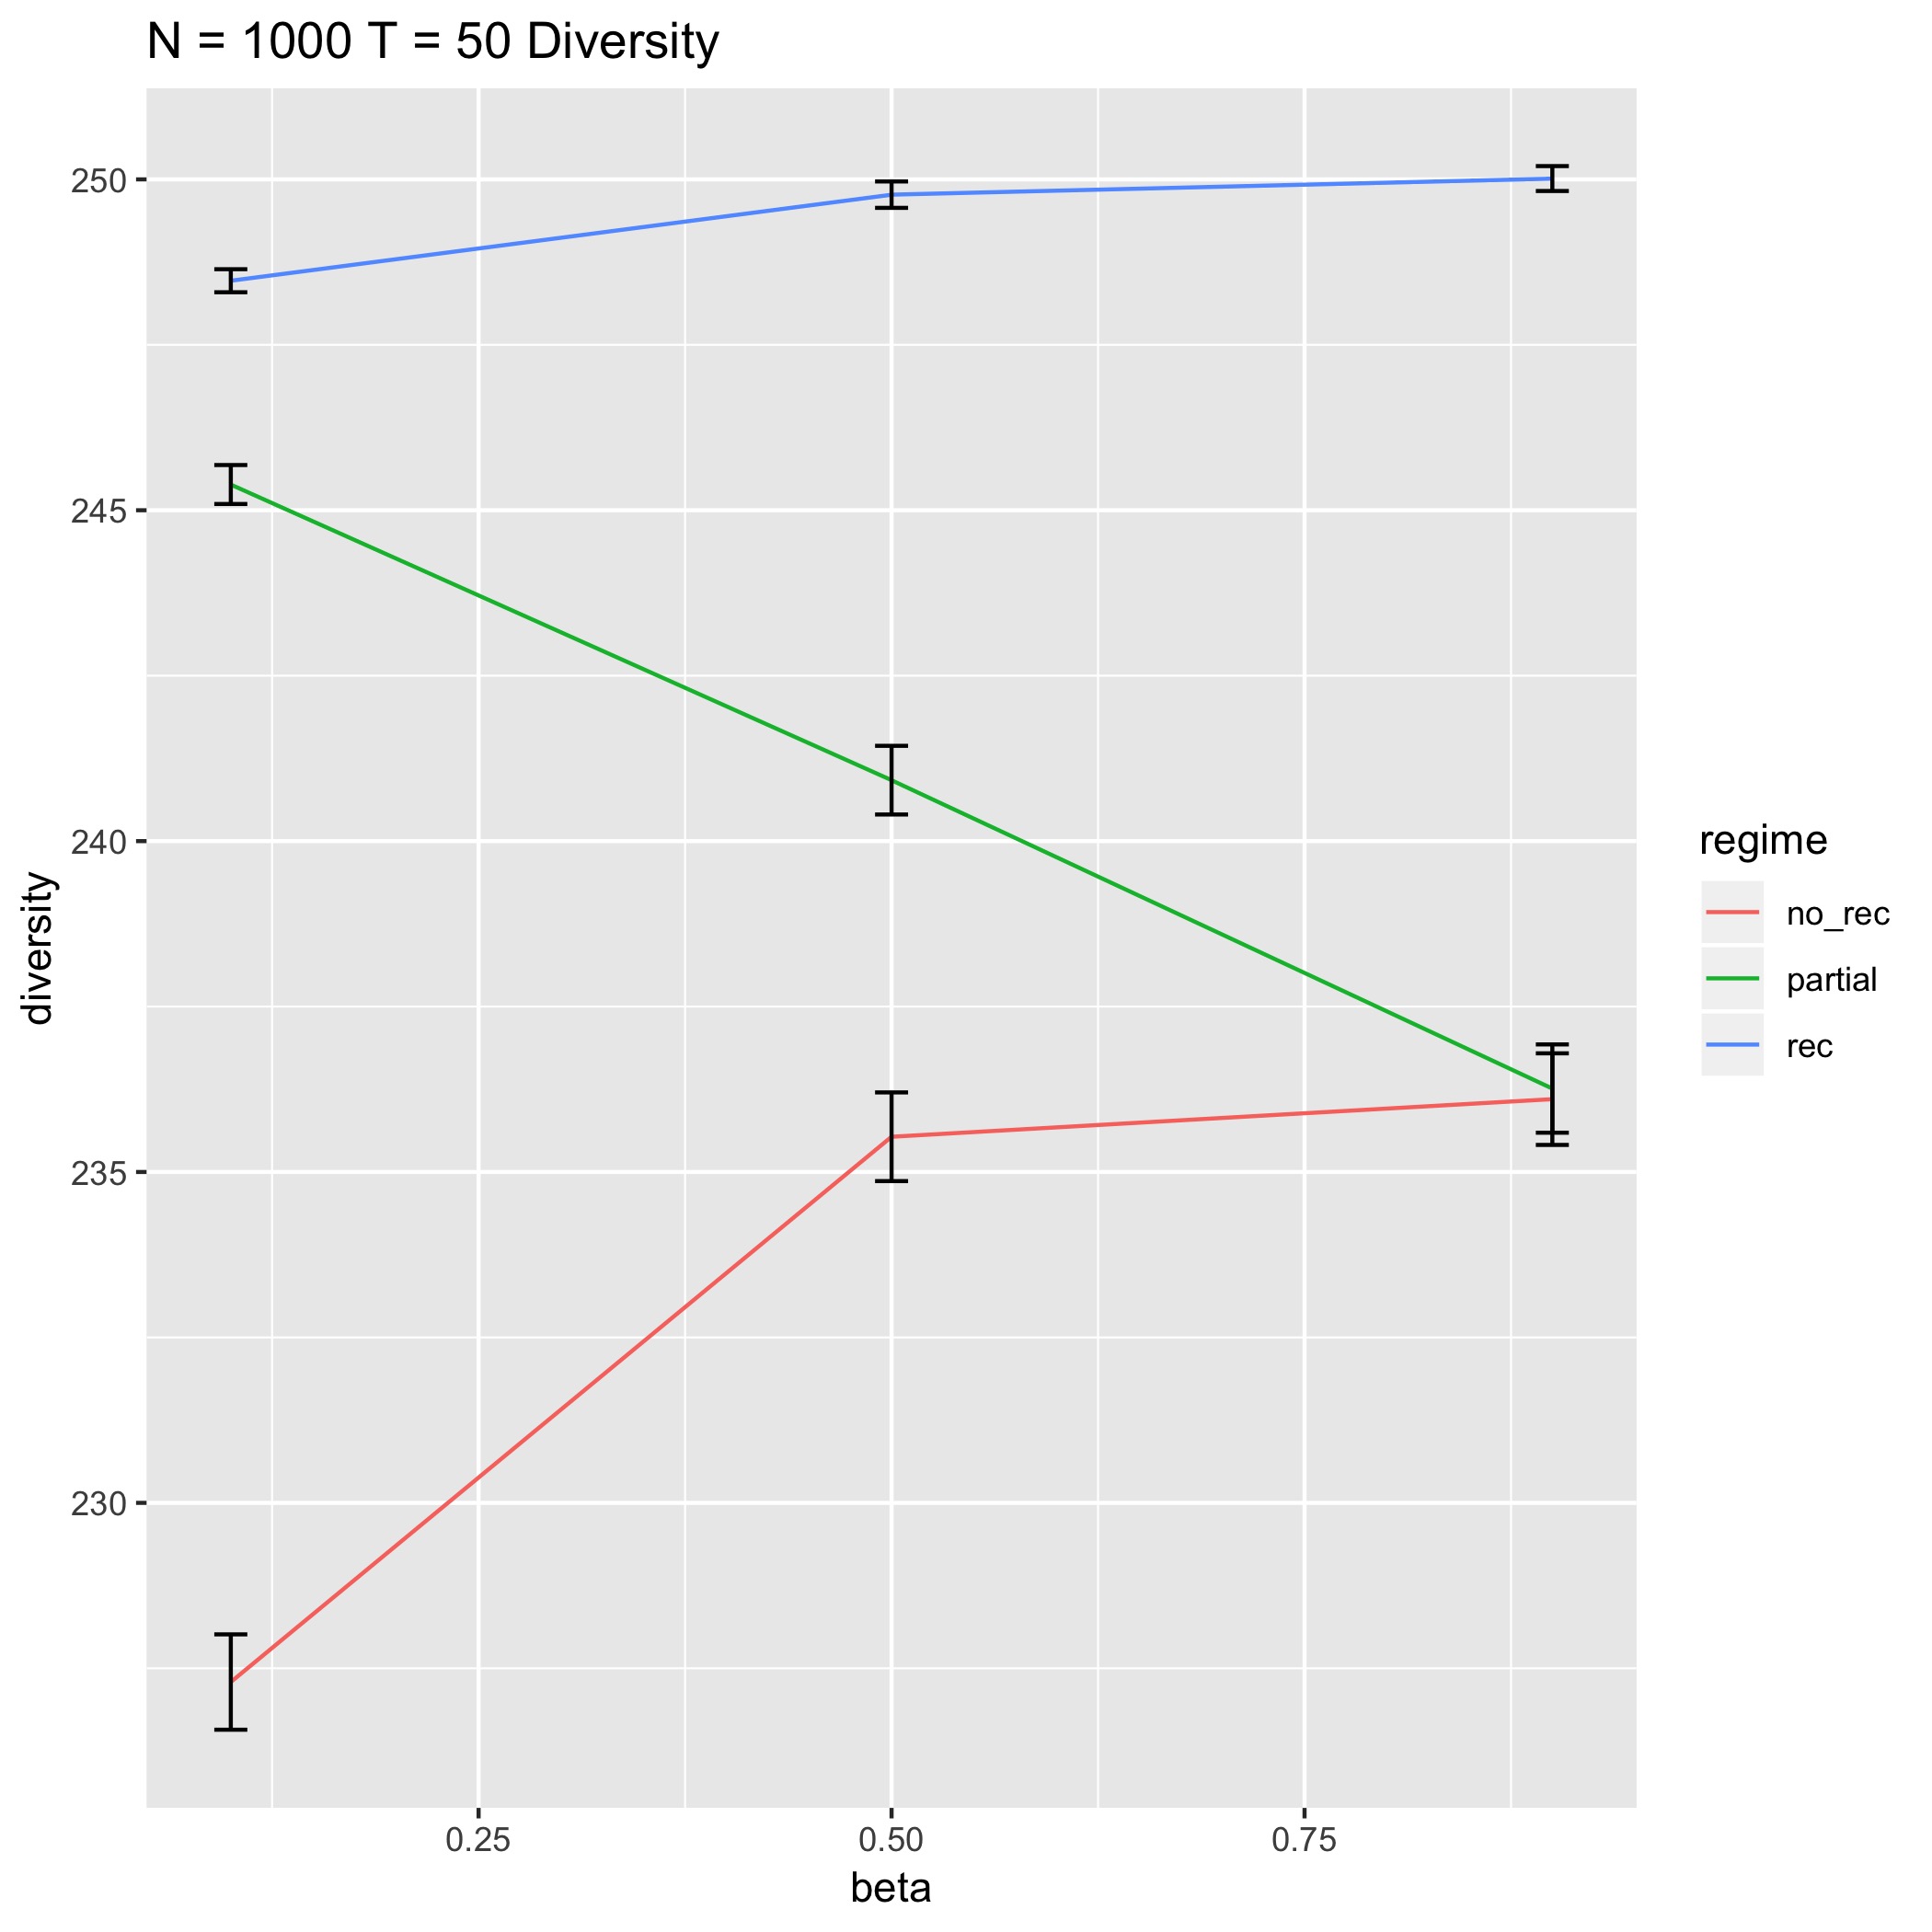 N = 1000 T = 50 Diversity
diversity
250
245
240
235
230
0.25 0.50 0.75
beta
regime
no_rec
partial
rec